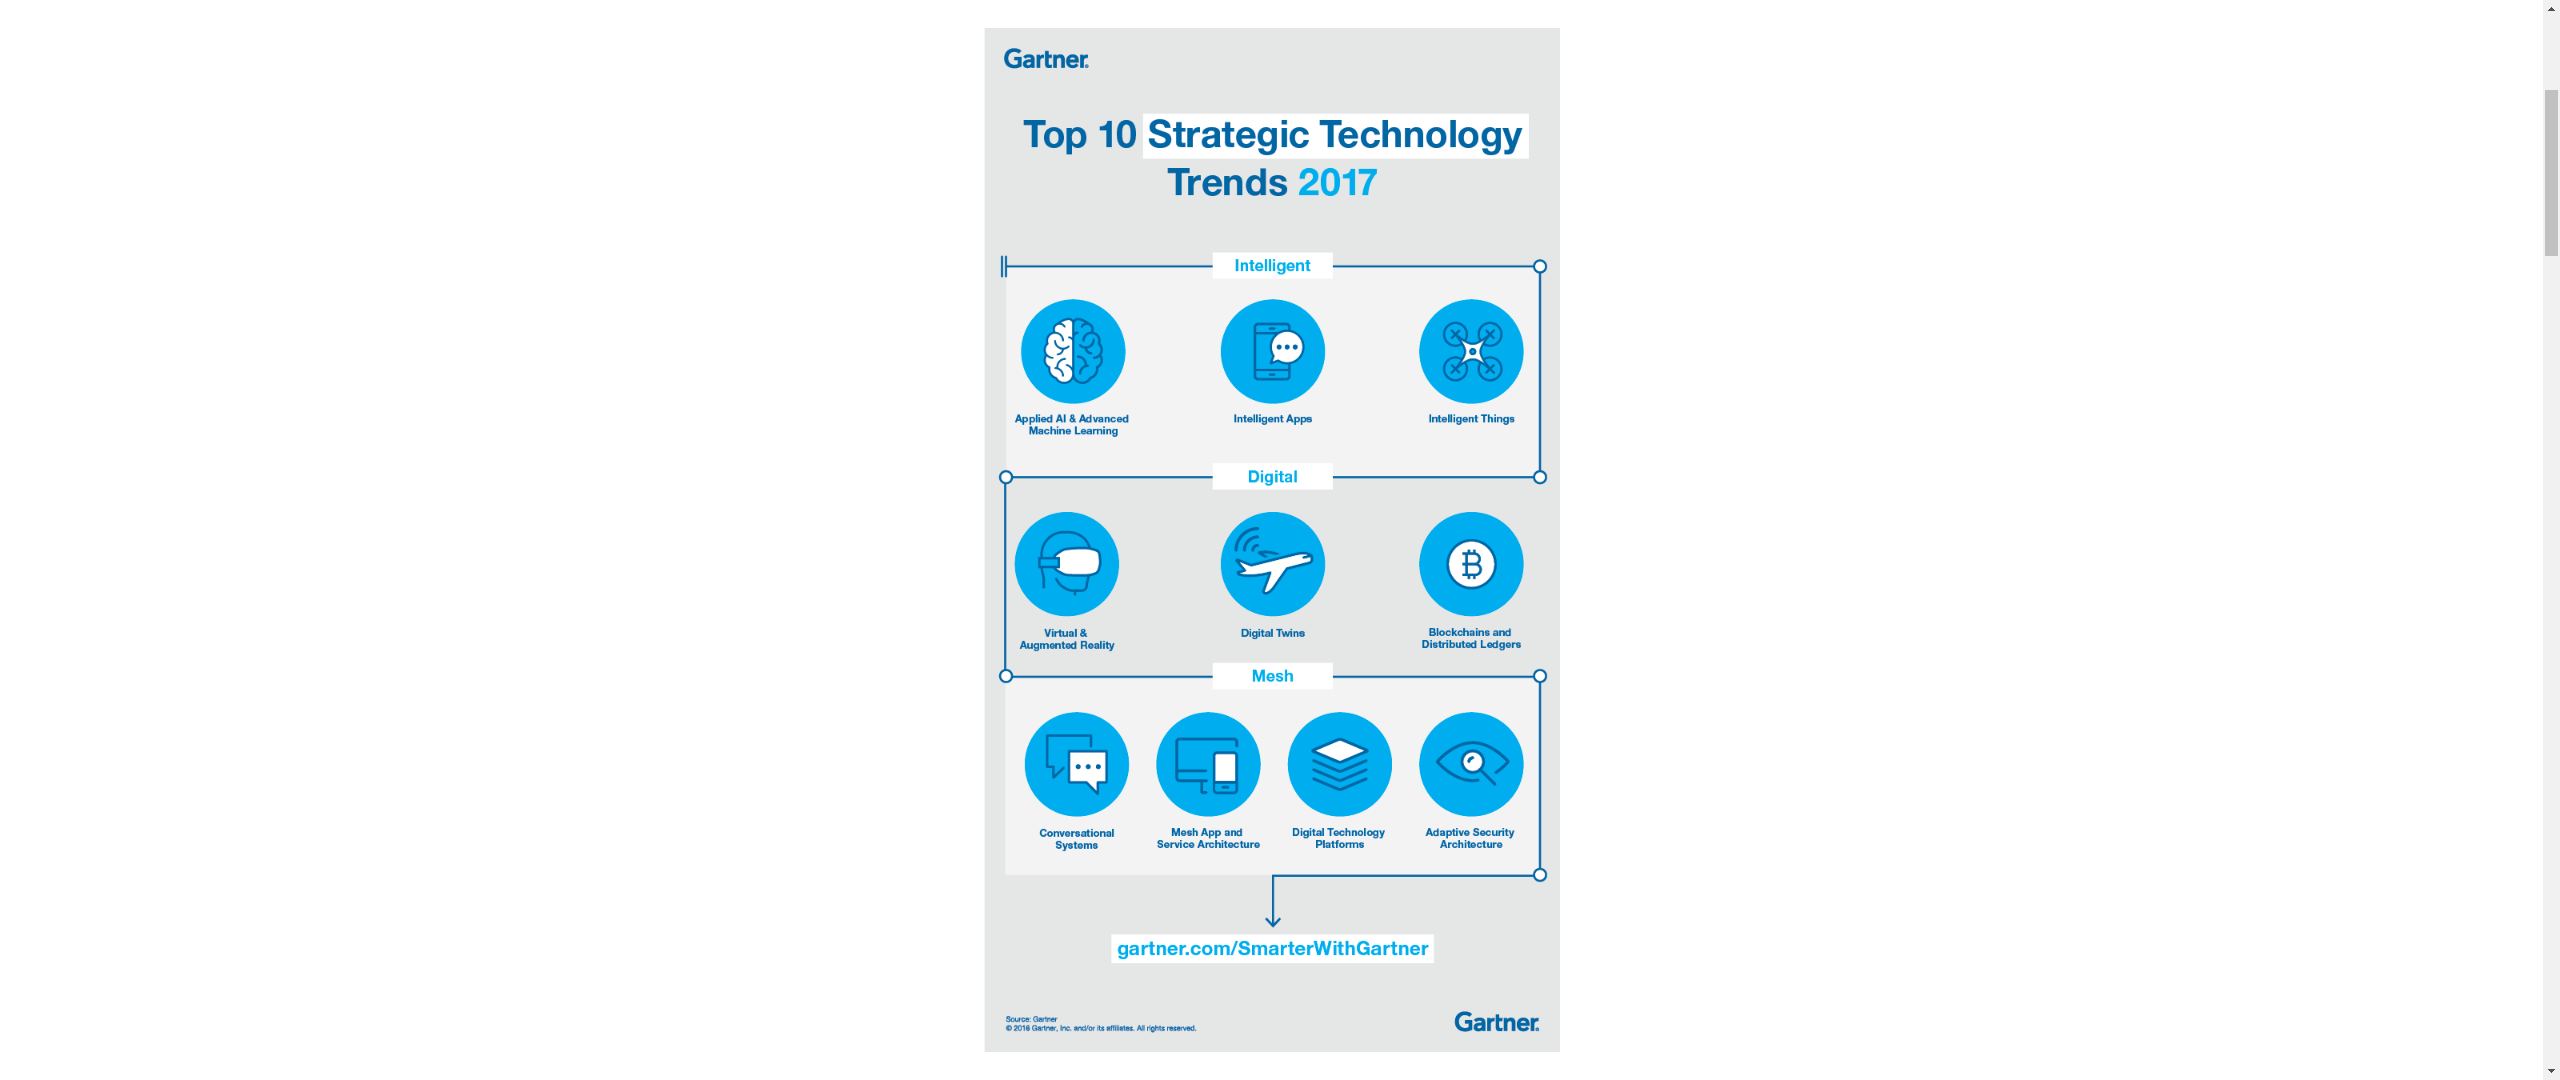 Gartner.
Top 10 Strategic Technology
Trends 2017
Intelligent
Applied AI & Advanced
Machine Learning
Intelligent Apps
Intelligent Things
Digital
Virtual &
Augmented Reality
Digital Twins
Blockchains and
Distributed Ledgers
Mesh
Conversational
Systems
Mesh App and
Service Architecture
Digital Technology
Platforms
Adaptive Security
Architecture
gartner.com/SmarterWithGartner
Source: Gartner
© 2016 Gartner, Inc. and/or its affiliates. All rights reserved.
Gartner.